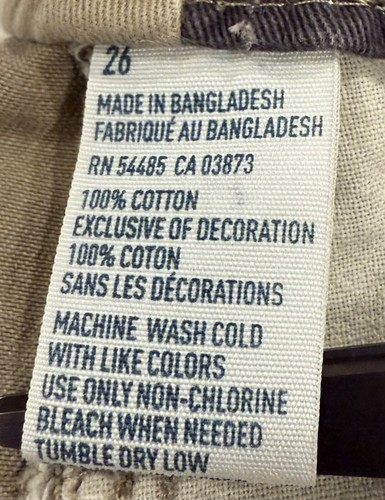 26
MADE IN BANGLADESH
FABRIQUÉ AU BANGLADESH
RN 54485 CA 03873
100% COTTON
EXCLUSIVE OF DECORATION
100% COTON
SANS LES DÉCORATIONS
MACHINE WASH COLD
WITH LIKE COLORS
USE ONLY NON-CHLORINE
BLEACH WHEN NEEDED
TUMBLE DRY LOW